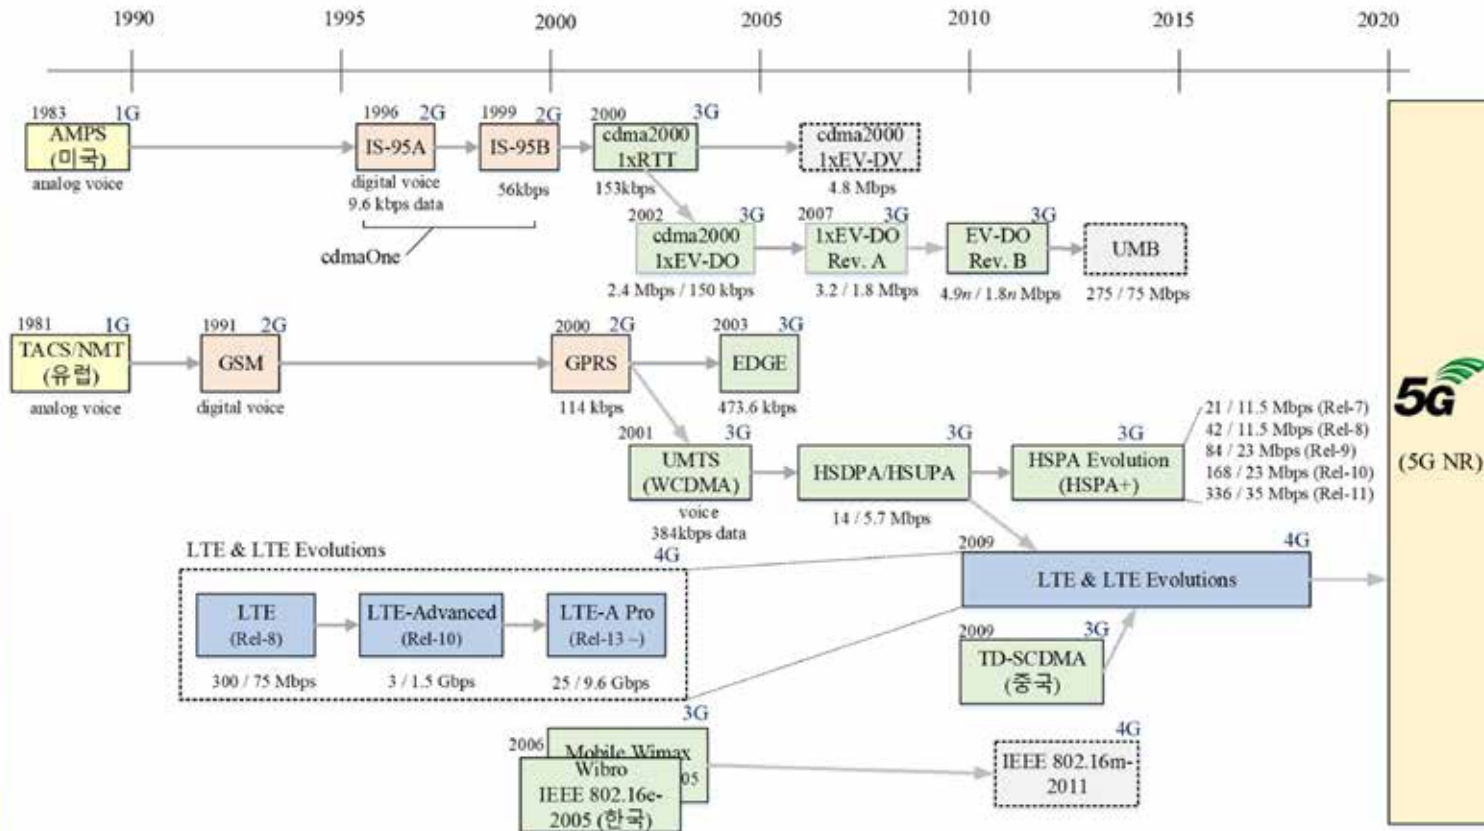 1990 1995 2000 2005 2010 2015 2020
1983 1G
AMPS
(미국)
analog voice
1996 2G
IS-95A
digital voice
9.6 kbps data
1999 2G
IS-95B
56kbps
cdmaOne
2000 3G
cdma2000
1xRTT
153kbps
cdma2000
1xEV-DV
4.8 Mbps
2002 3G
cdma2000
1xEV-DO
2.4 Mbps / 150 kbps
2007 3G
1xEV-DO
Rev. A
3.2 / 1.8 Mbps
3G
EV-DO
Rev. B
4.9n / 1.8n Mbps
UMB
275 / 75 Mbps
1981 1G
TACS/NMT
(유럽)
analog voice
1991 2G
GSM
digital voice
2000 2G
GPRS
114 kbps
2003 3G
EDGE
473.6 kbps
2001 3G
UMTS
(WCDMA)
voice
384kbps data
3G
HSDPA/HSUPA
14 / 5.7 Mbps
3G
HSPA Evolution
(HSPA+)
21 / 11.5 Mbps (Rel-7)
42 / 11.5 Mbps (Rel-8)
84 / 23 Mbps (Rel-9)
168 / 23 Mbps (Rel-10)
336 / 35 Mbps (Rel-11)
5G
(5G NR)
LTE & LTE Evolutions
4G
LTE
(Rel-8)
300 / 75 Mbps
LTE-Advanced
(Rel-10)
3 / 1.5 Gbps
LTE-A Pro
(Rel-13 ~)
25 / 9.6 Gbps
2009 4G
LTE & LTE Evolutions
2009 3G
TD-SCDMA
(중국)
3G
2006
Mobile Wimax
05
Wibro
IEEE 802.16e-
2005 (한국)
4G
IEEE 802.16m-
2011